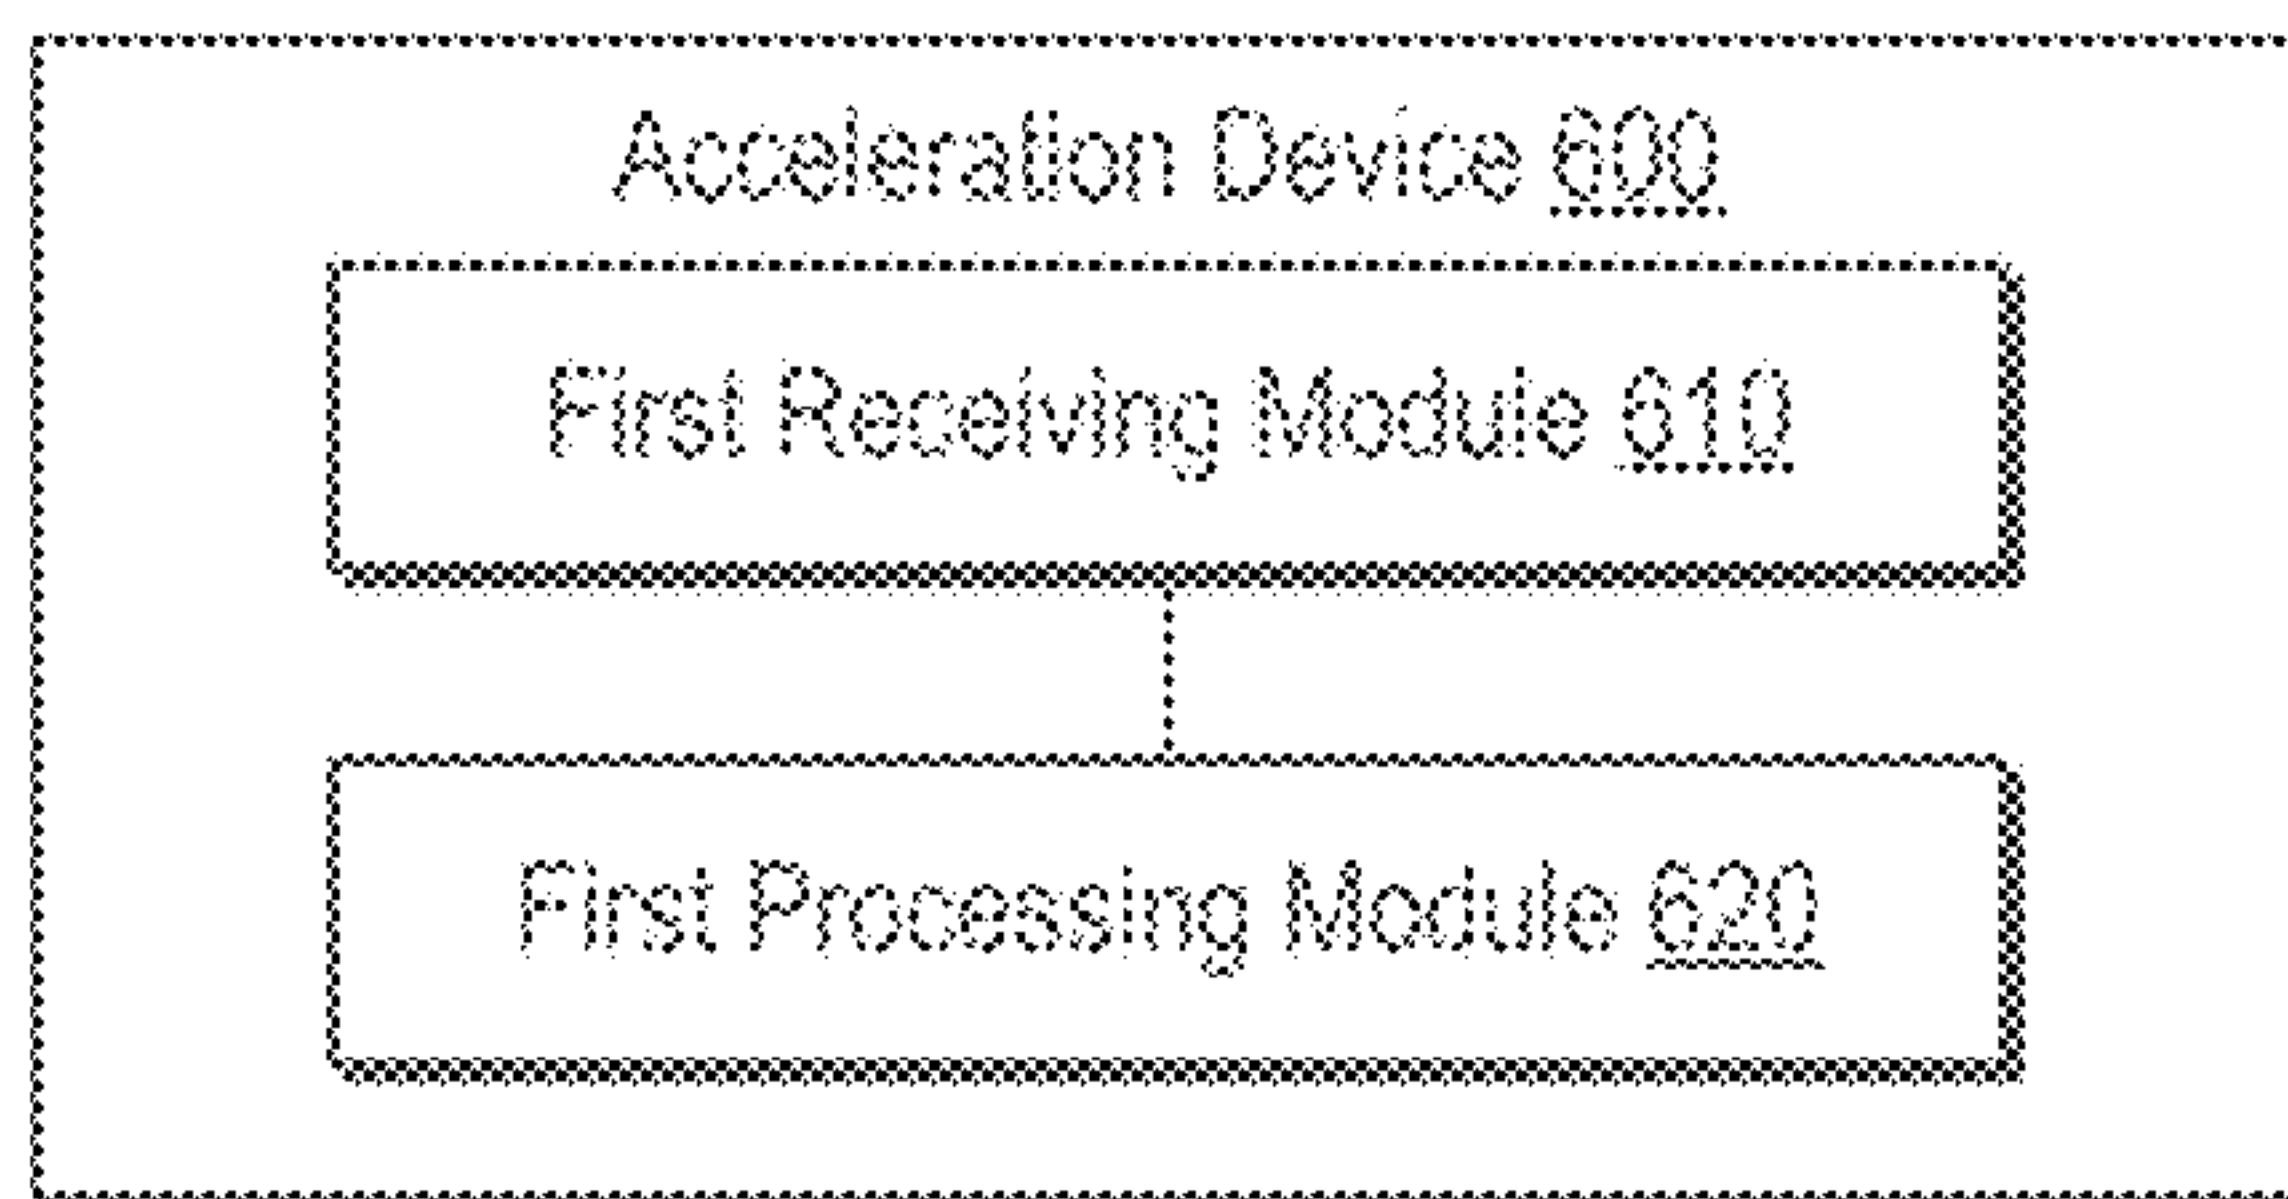 Acceleration Device 600
First Receiving Module 610
First Processing Module 620